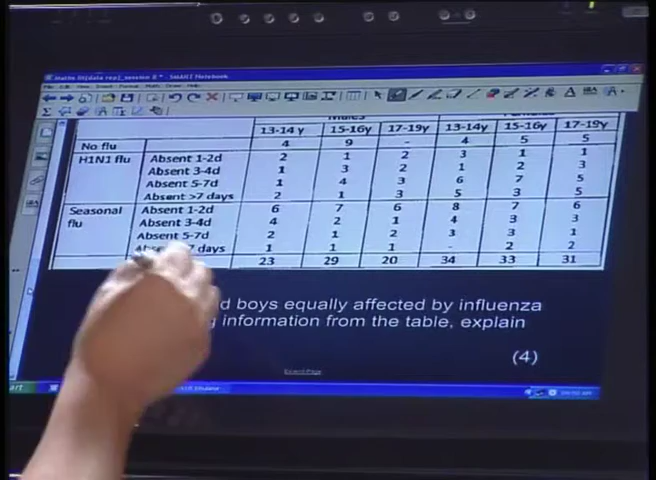 SMART Notebook
Males
13-14 y 15-16y 17-19y 13-14y 15-16y 17-19y
No flu 4 9 - 4 5 5
H1N1 flu Absent 1-2d 2 1 2 3 1 1
Absent 3-4d 1 3 2 1 2 3
Absent 5-7d 1 4 3 6 7 5
Absent >7 days 2 1 3 5 3 5
Seasonal flu Absent 1-2d 6 7 6 8 7 6
Absent 3-4d 4 2 1 4 3 3
Absent 5-7d 2 1 2 3 3 1
days 1 1 1 - 2 2
23 29 20 34 33 31
boys equally affected by influenza
information from the table, explain
(4)